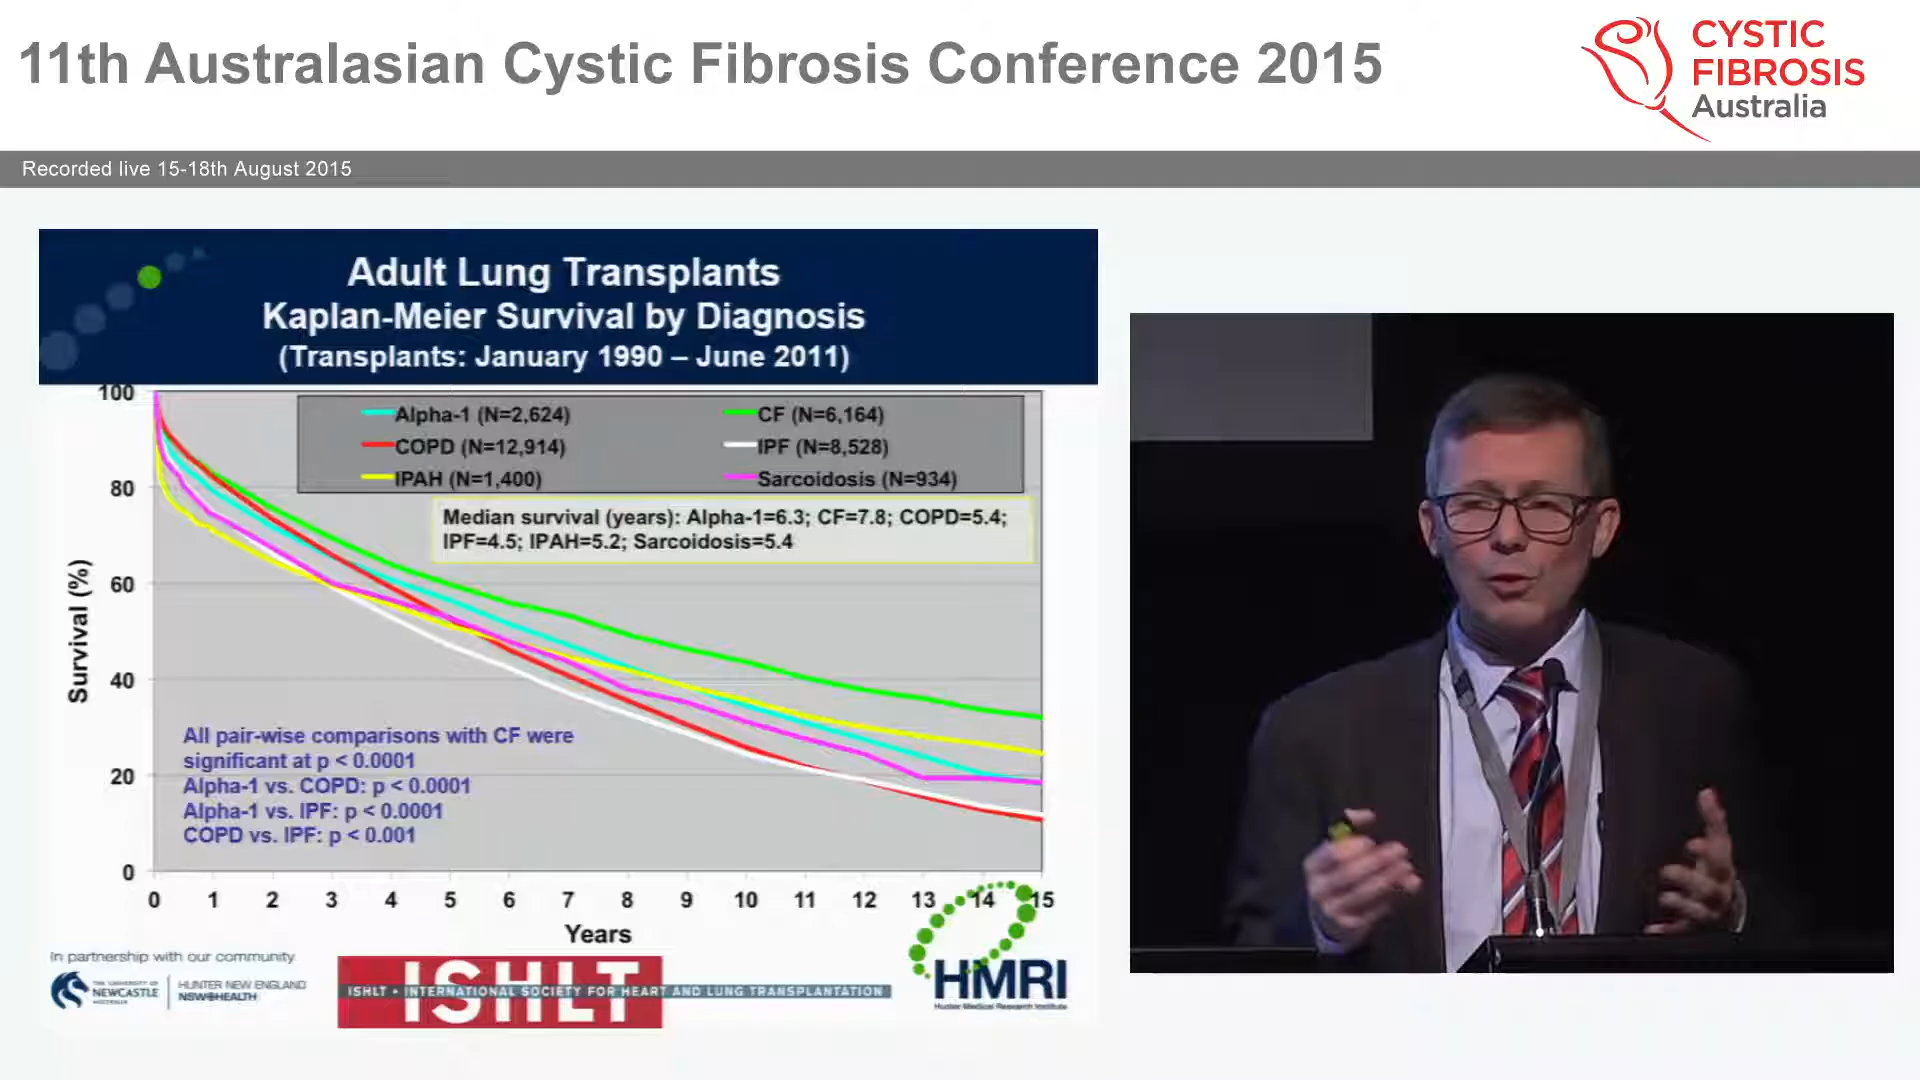 11th Australasian Cystic Fibrosis Conference 2015
CYSTIC
FIBROSIS
Australia
Recorded live 15-18th August 2015
Adult Lung Transplants
Kaplan-Meier Survival by Diagnosis
(Transplants: January 1990 – June 2011)
Alpha-1 (N=2,624)
CF (N=6,164)
COPD (N=12,914)
IPF (N=8,528)
IPAH (N=1,400)
Sarcoidosis (N=934)
Median survival (years): Alpha-1=6.3; CF=7.8; COPD=5.4;
IPF=4.5; IPAH=5.2; Sarcoidosis=5.4
Survival (%)
100
80
60
40
20
0
All pair-wise comparisons with CF were
significant at p < 0.0001
Alpha-1 vs. COPD: p < 0.0001
Alpha-1 vs. IPF: p < 0.0001
COPD vs. IPF: p < 0.001
0 1 2 3 4 5 6 7 8 9 10 11 12 13 14 15
Years
In partnership with our community
THE UNIVERSITY OF
NEWCASTLE
AUSTRALIA
HUNTER NEW ENGLAND
NSW HEALTH
ISHLT
ISHLT • INTERNATIONAL SOCIETY FOR HEART AND LUNG TRANSPLANTATION
HMRI
Hunter Medical Research Institute